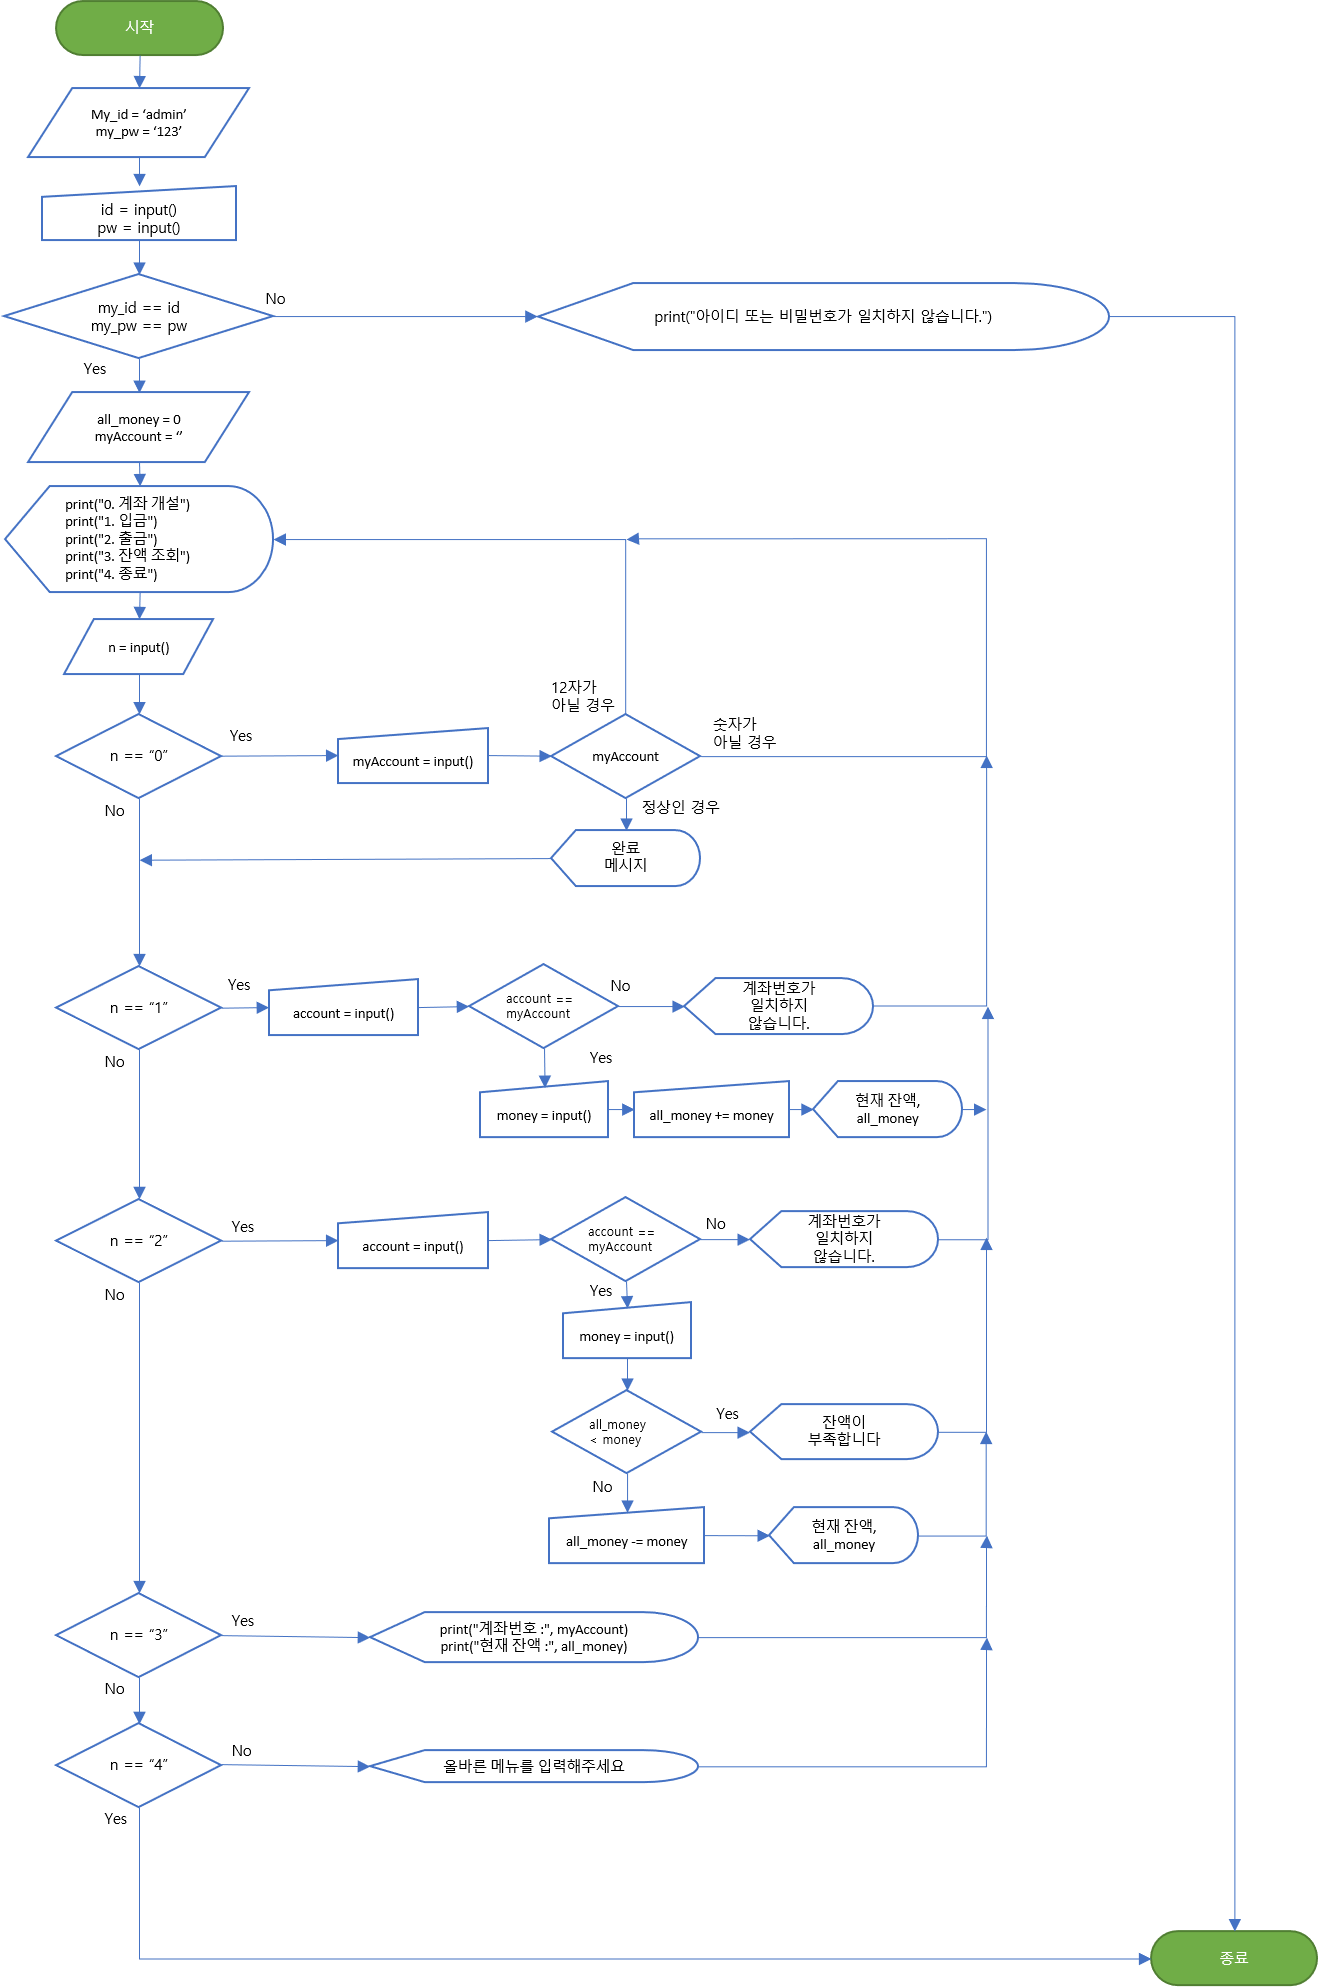 시작
My_id = ‘admin’
my_pw = ‘123’
id = input()
pw = input()
my_id == id
my_pw == pw
No
print("아이디 또는 비밀번호가 일치하지 않습니다.")
Yes
all_money = 0
myAccount = ‘’
print("0. 계좌 개설")
print("1. 입금")
print("2. 출금")
print("3. 잔액 조회")
print("4. 종료")
n = input()
n == “0”
Yes
myAccount = input()
12자가
아닐 경우
myAccount
숫자가
아닐 경우
No
정상인 경우
완료
메시지
n == “1”
Yes
account = input()
account ==
myAccount
No
계좌번호가
일치하지
않습니다.
No
Yes
money = input()
all_money += money
현재 잔액,
all_money
n == “2”
Yes
account = input()
account ==
myAccount
No
계좌번호가
일치하지
않습니다.
No
Yes
money = input()
all_money
< money
Yes
잔액이
부족합니다
No
all_money -= money
현재 잔액,
all_money
n == “3”
Yes
print("계좌번호 :", myAccount)
print("현재 잔액 :", all_money)
No
n == “4”
No
올바른 메뉴를 입력해주세요
Yes
종료